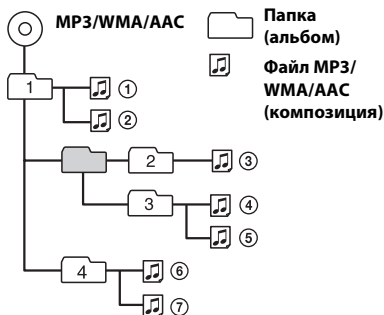 MP3/WMA/AAC
Папка
(альбом)
Файл MP3/
WMA/AAC
(композиция)
1
①
②
2
③
3
④
⑤
4
⑥
⑦